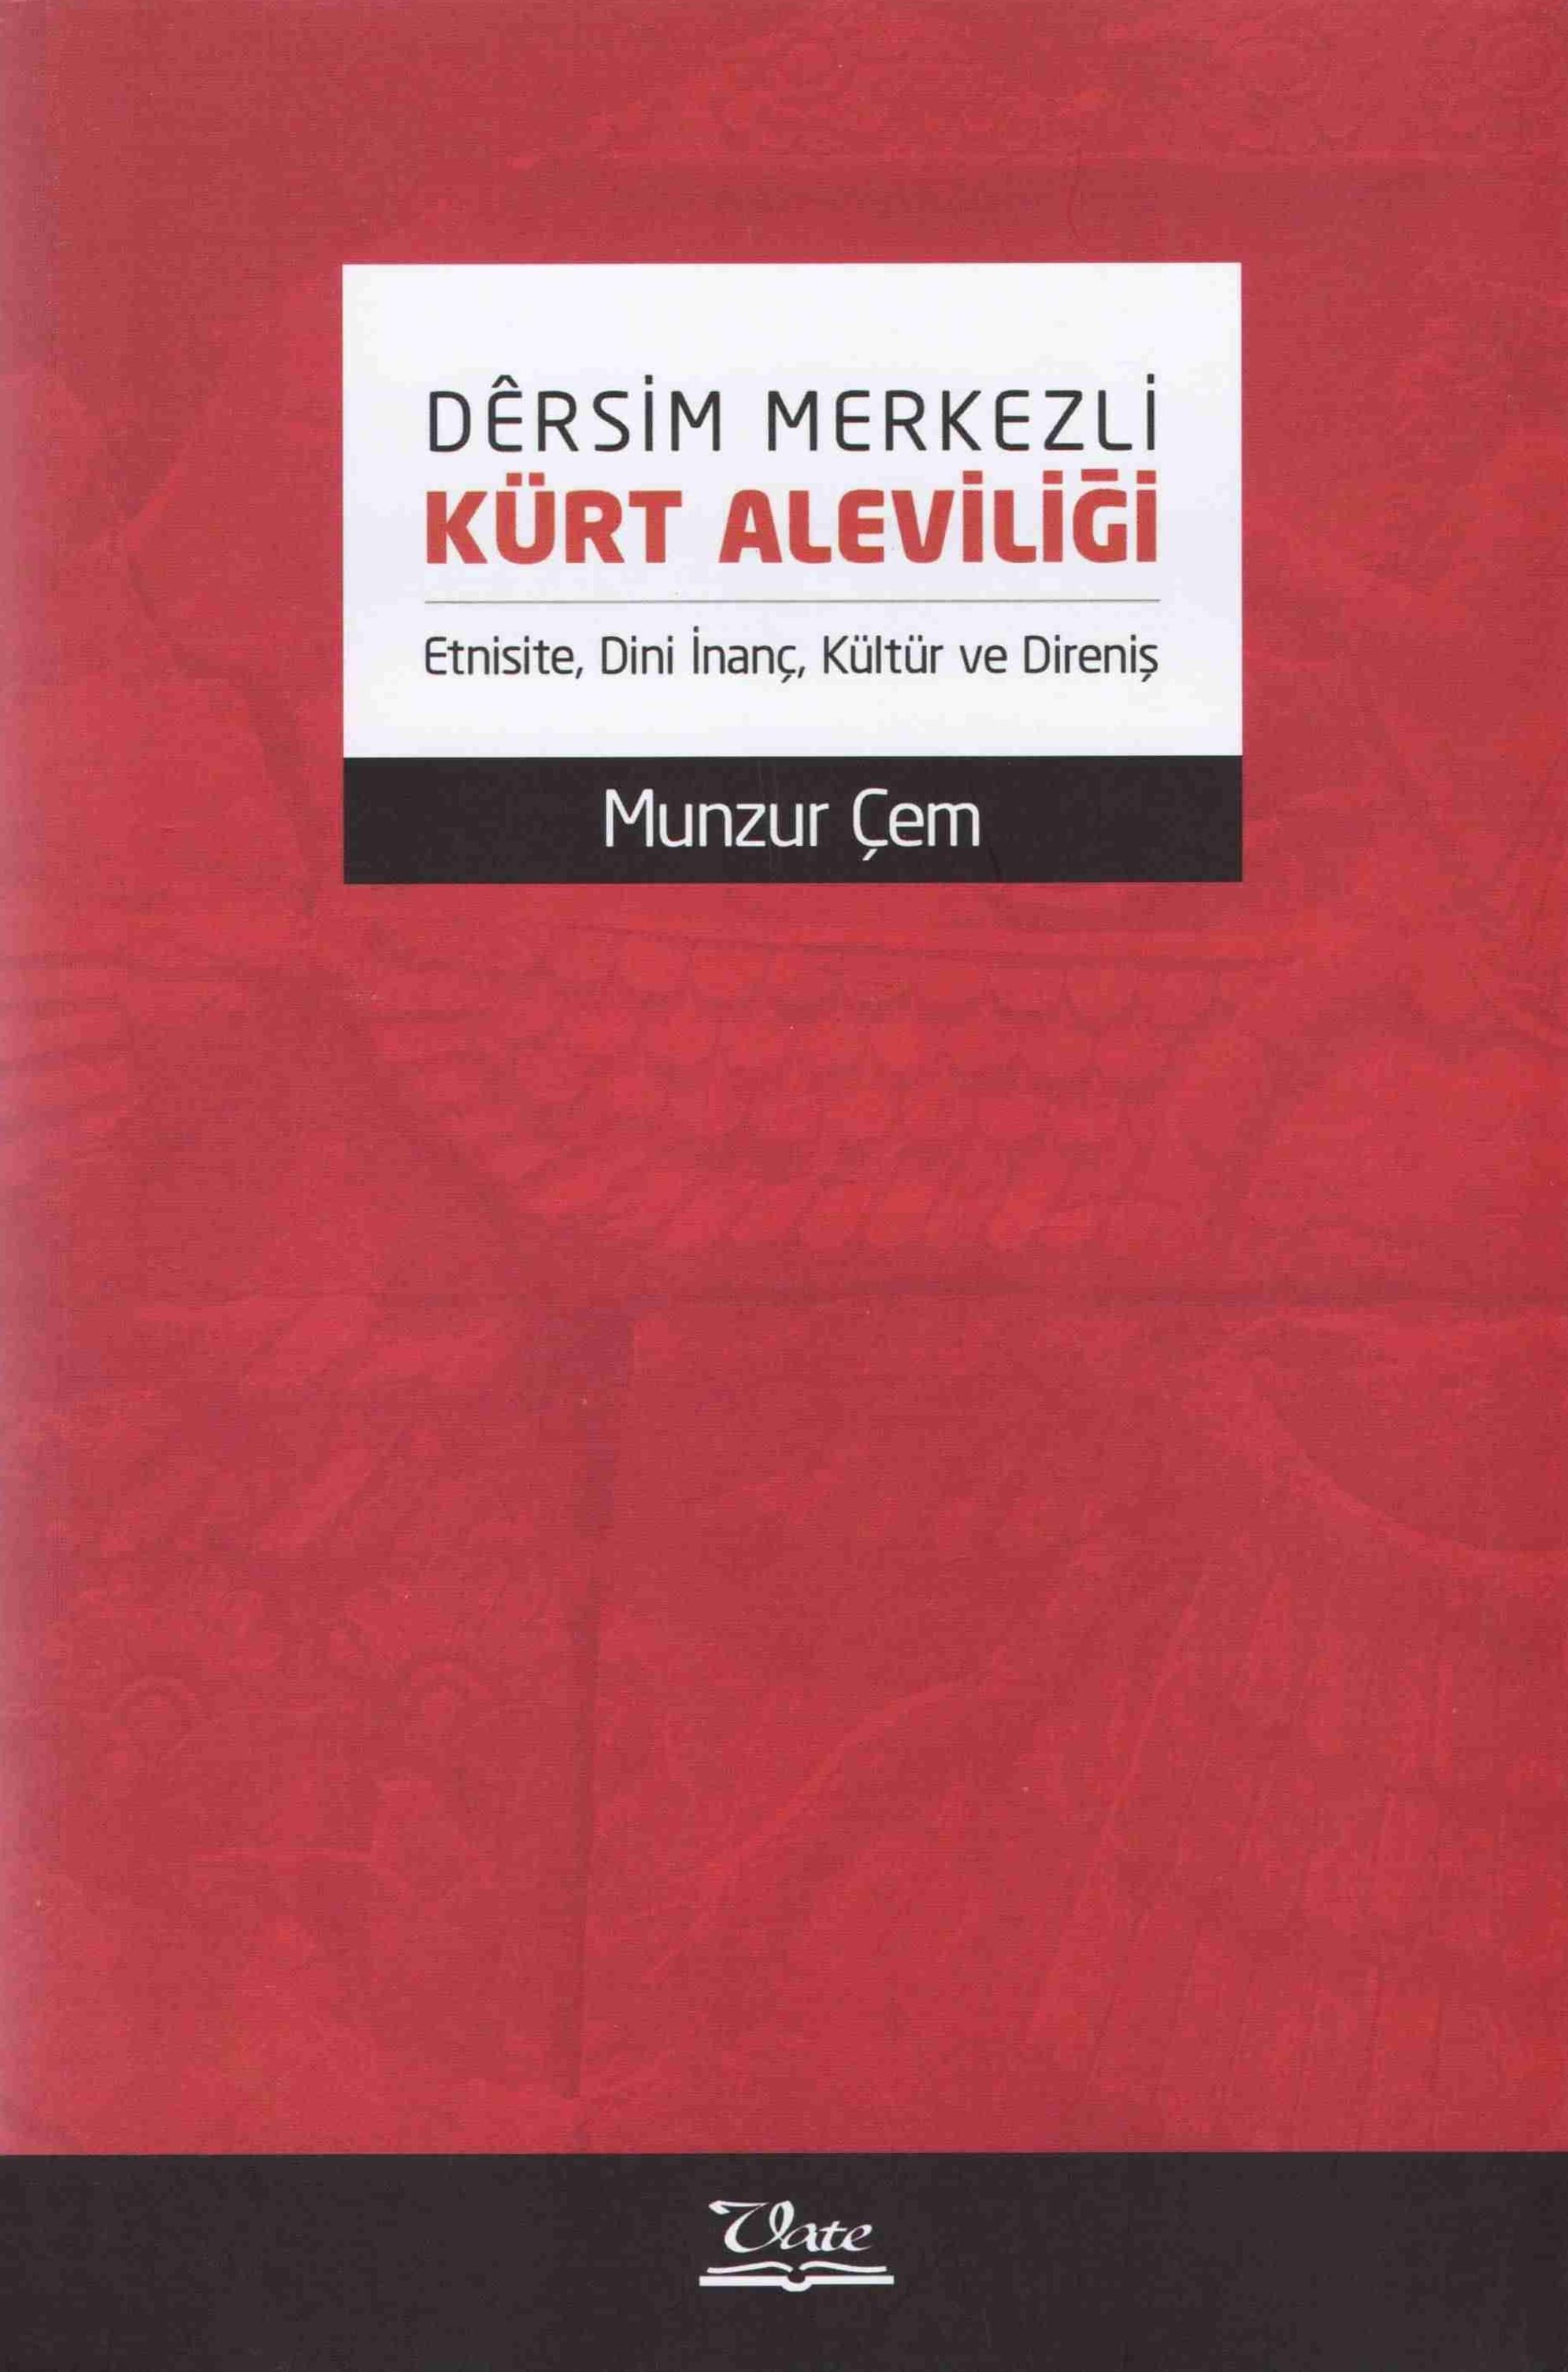 DÊRSİM MERKEZLİ
KÜRT ALEVİLİĞİ
Etnisite, Dini İnanç, Kültür ve Direniş
Munzur Çem
Vate